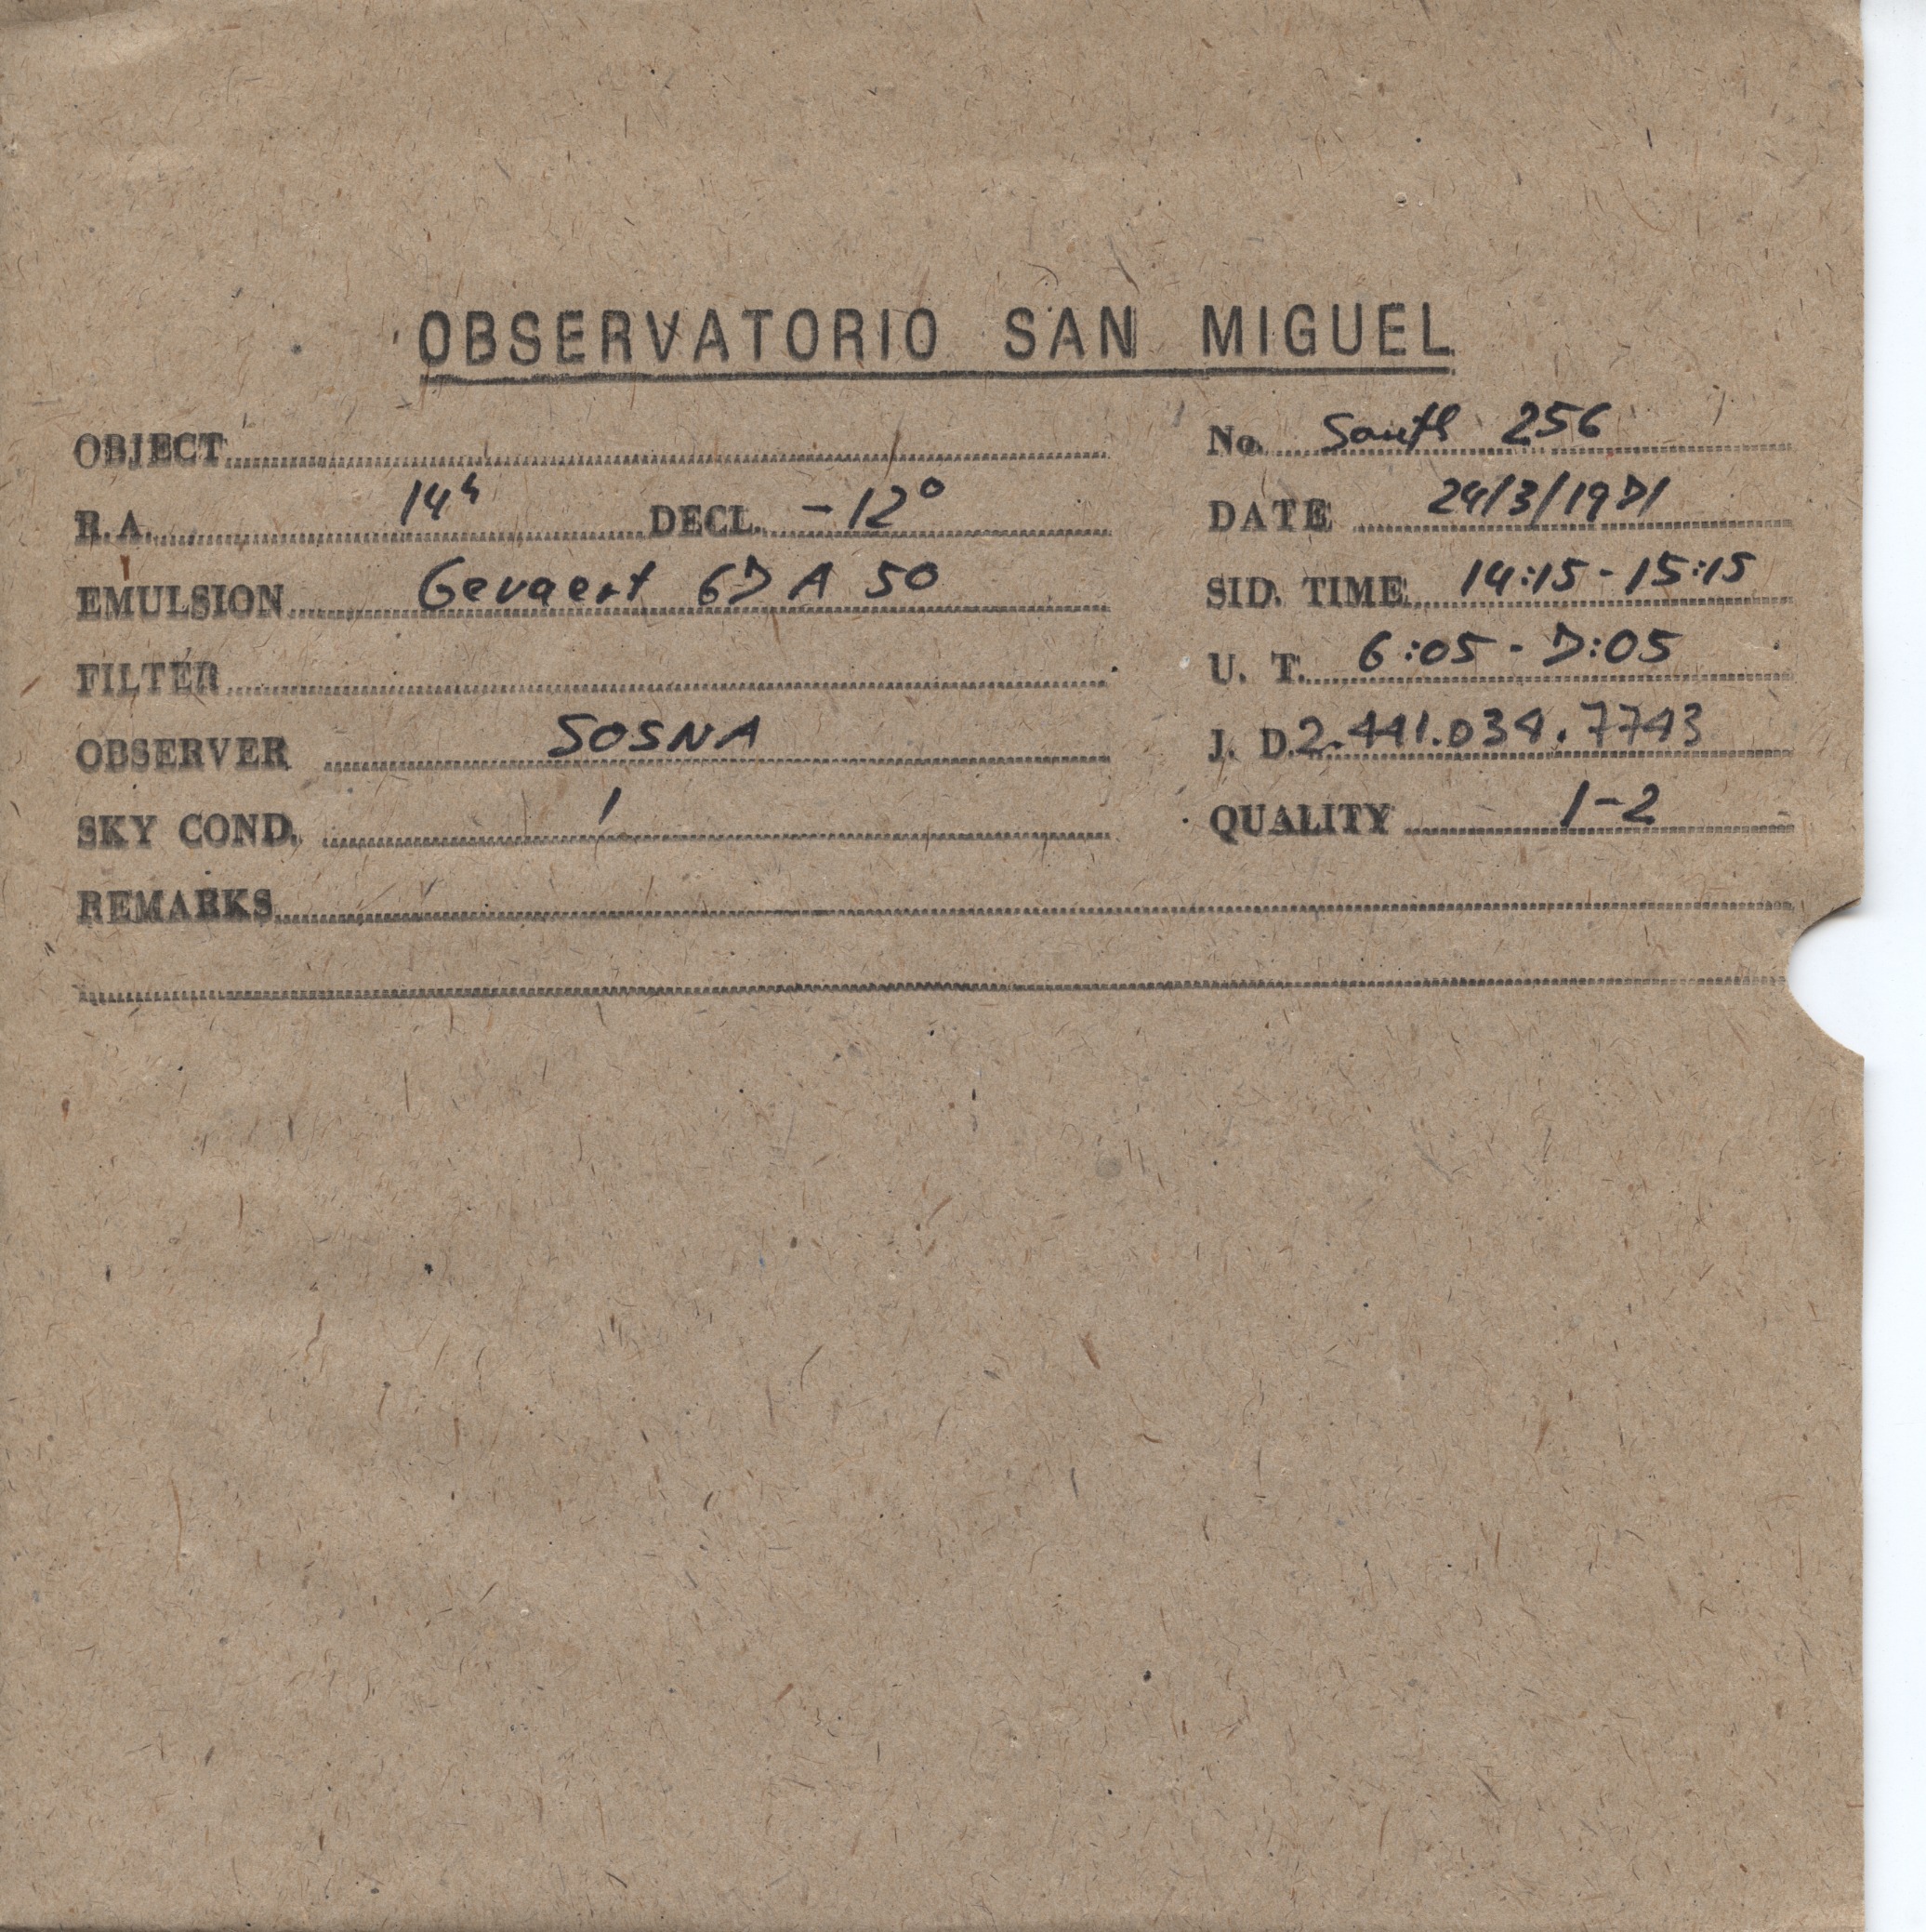 OBSERVATORIO SAN MIGUEL
OBJECT
No. South 256
R.A. 14h DECL. -12°
DATE 24/3/1971
EMULSION Gevaert 67 A 50
SID. TIME 14:15 - 15:15
FILTER
U. T. 6:05 - 7:05
OBSERVER SOSNA
J. D. 2.441.034.7743
SKY COND. 1
QUALITY 1-2
REMARKS